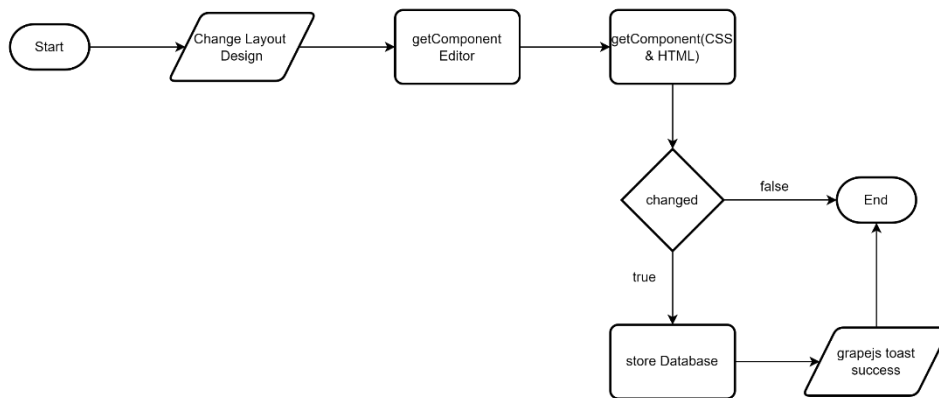 Start
Change Layout
Design
getComponent
Editor
getComponent(CSS
& HTML)
changed
false
End
true
store Database
grapejs toast
success